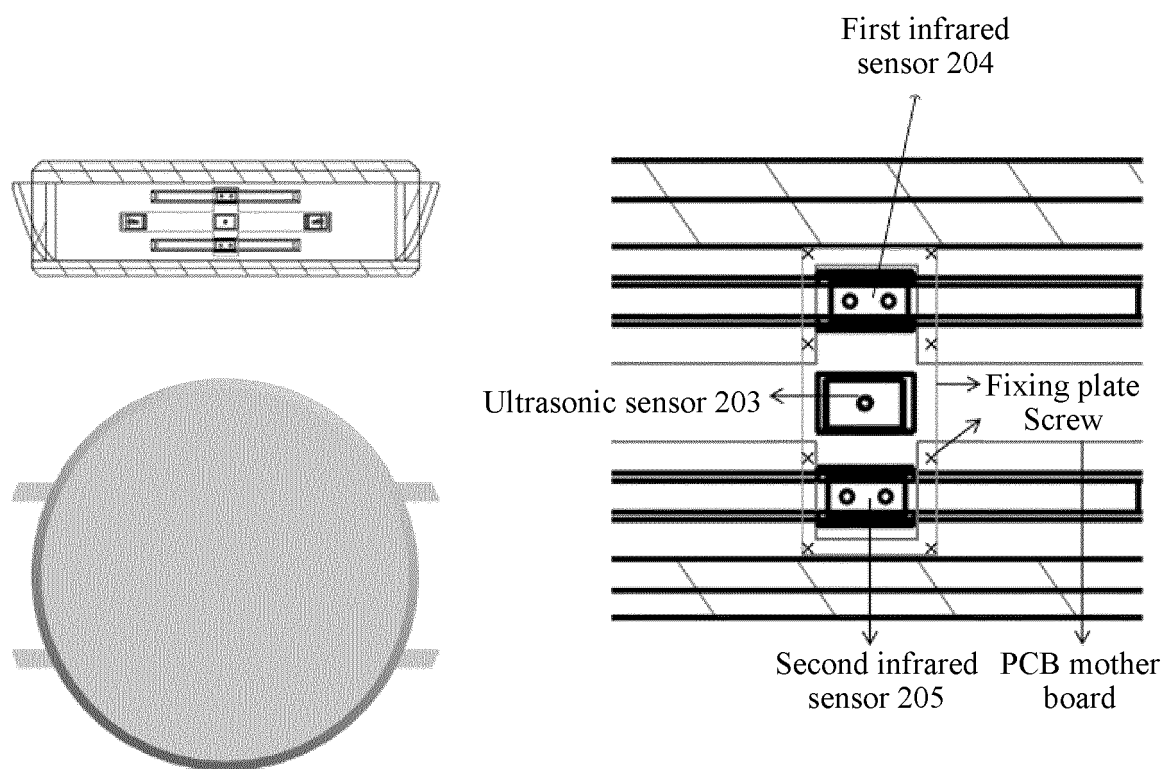 First infrared
sensor 204
Ultrasonic sensor 203
Fixing plate
Screw
Second infrared
sensor 205
PCB mother
board